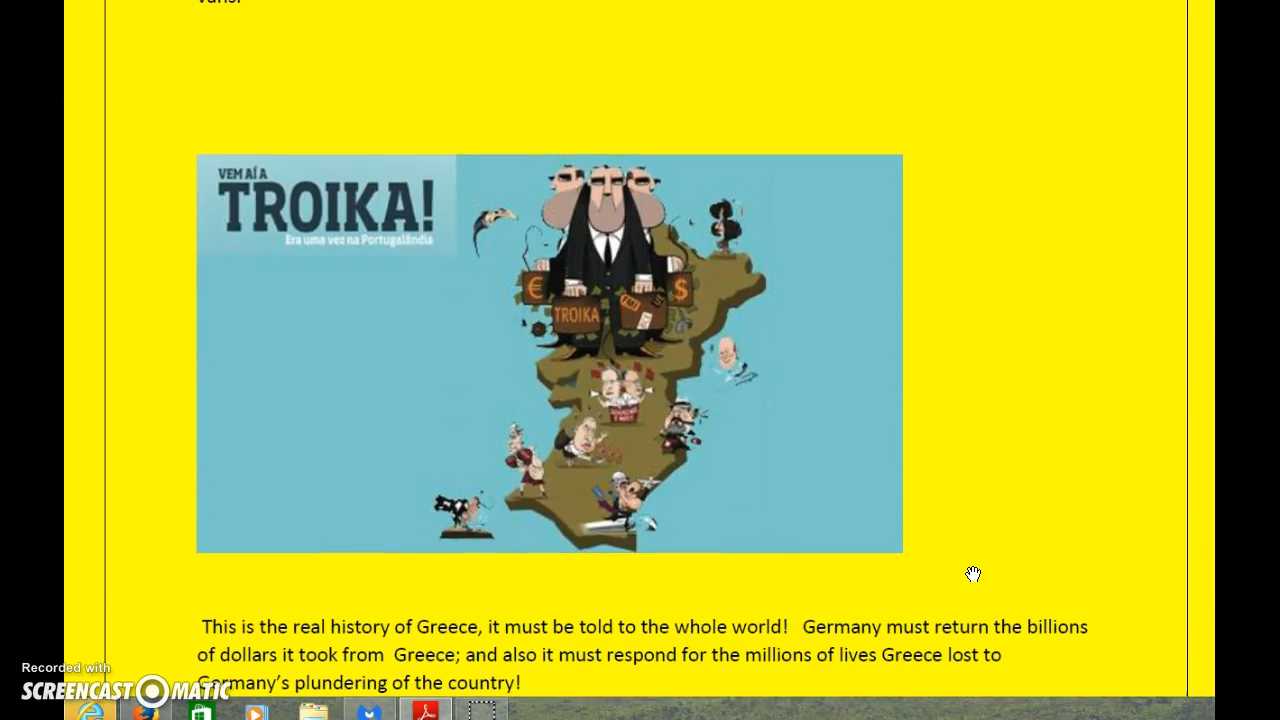 VEM AÍ A
TROIKA!
Era uma vez na Portugalândia
€
$
TROIKA
FMI
This is the real history of Greece, it must be told to the whole world! Germany must return the billions
of dollars it took from Greece; and also it must respond for the millions of lives Greece lost to
Germany's plundering of the country!
Recorded with
SCREENCAST-O-MATIC